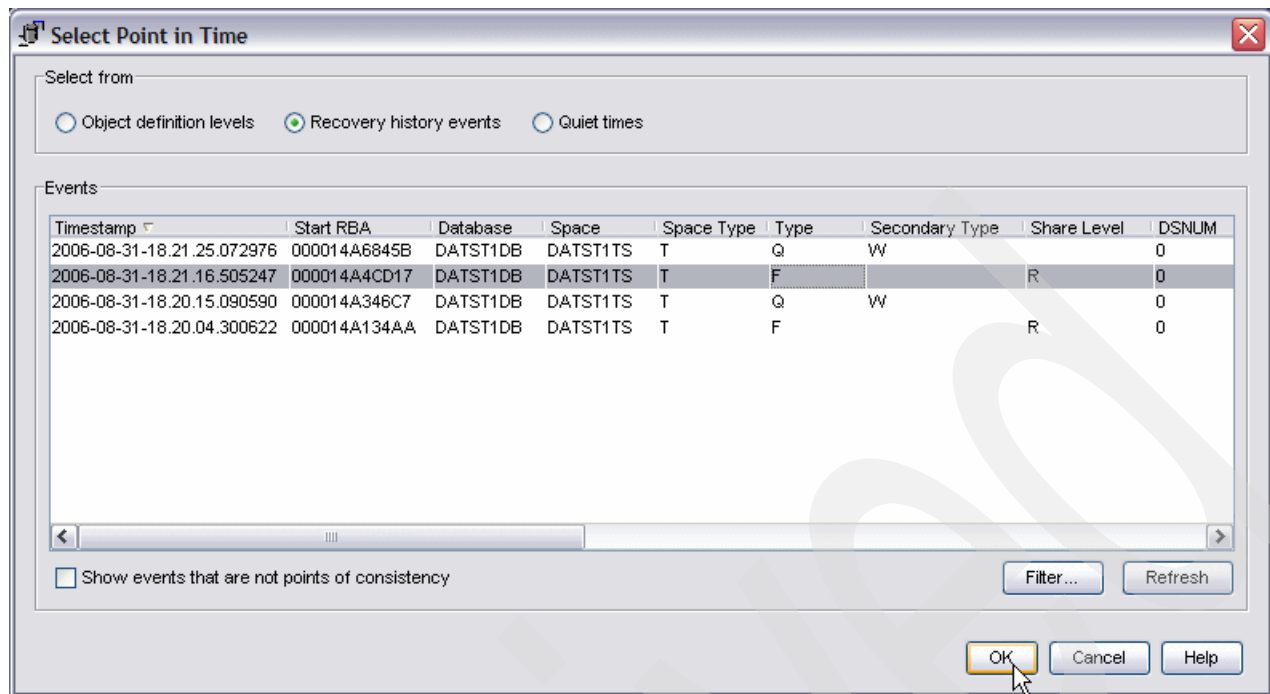 Select Point in Time
Select from
Object definition levels Recovery history events Quiet times
Events
Timestamp Start RBA Database Space Space Type Type Secondary Type Share Level DSNUM
2006-08-31-18.21.25.072976 000014A6845B DATST1DB DATST1TS T Q W 0
2006-08-31-18.21.16.505247 000014A4CD17 DATST1DB DATST1TS T F R 0
2006-08-31-18.20.15.090590 000014A346C7 DATST1DB DATST1TS T Q W 0
2006-08-31-18.20.04.300622 000014A134AA DATST1DB DATST1TS T F R 0
Show events that are not points of consistency Filter... Refresh
OK Cancel Help